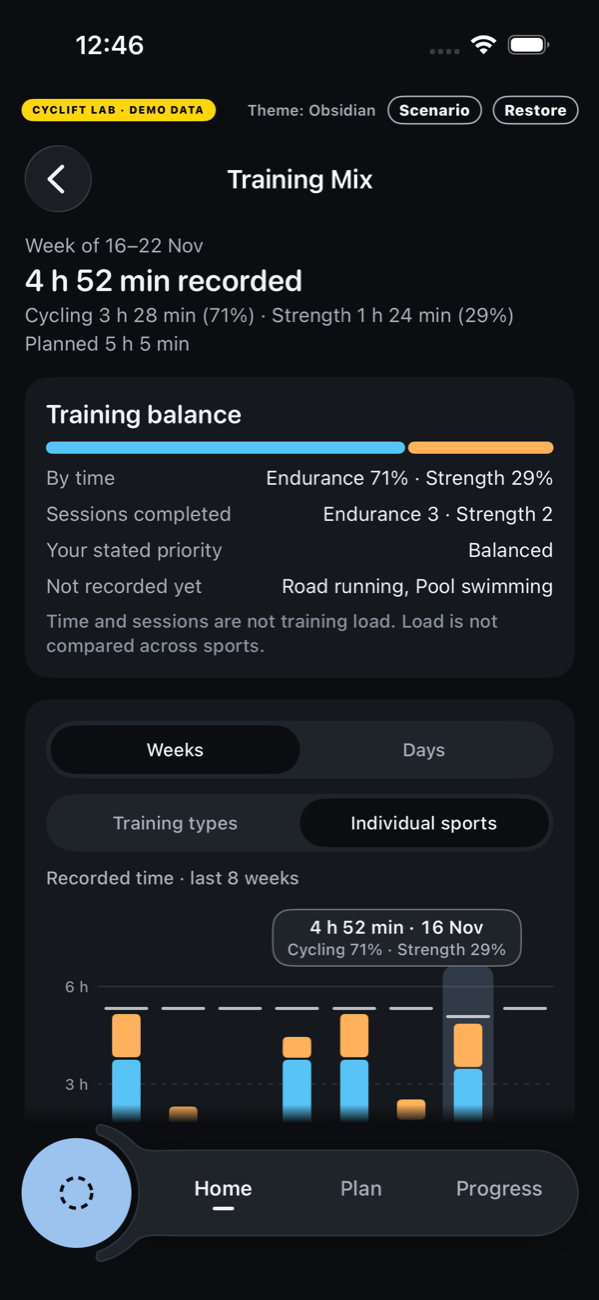 12:46
CYCLIFT LAB · DEMO DATA
Theme: Obsidian
Scenario
Restore
Training Mix
Week of 16–22 Nov
4 h 52 min recorded
Cycling 3 h 28 min (71%) · Strength 1 h 24 min (29%)
Planned 5 h 5 min
Training balance
By time
Endurance 71% · Strength 29%
Sessions completed
Endurance 3 · Strength 2
Your stated priority
Balanced
Not recorded yet
Road running, Pool swimming
Time and sessions are not training load. Load is not
compared across sports.
Weeks
Days
Training types
Individual sports
Recorded time · last 8 weeks
4 h 52 min · 16 Nov
Cycling 71% · Strength 29%
6 h
3 h
Home
Plan
Progress